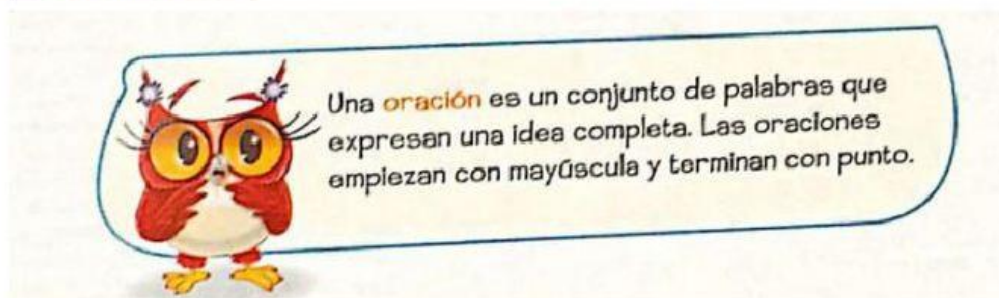 Una oración es un conjunto de palabras que
expresan una idea completa. Las oraciones
empiezan con mayúscula y terminan con punto.